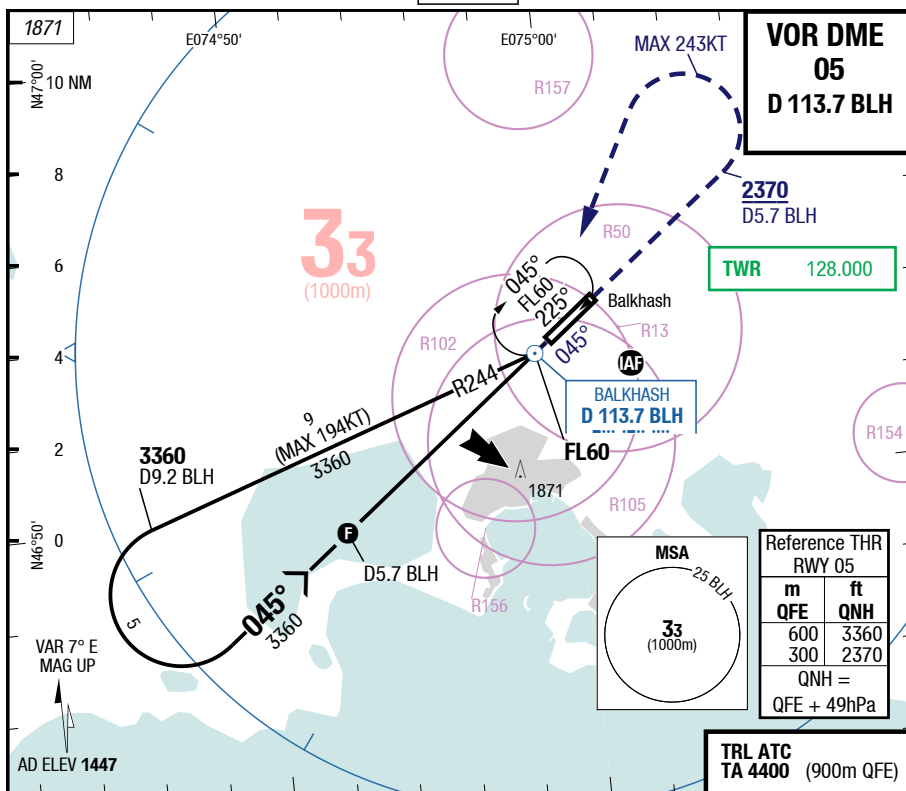 1871
E074°50'
E075°00'
MAX 243KT
VOR DME
05
D 113.7 BLH
N47°00'
10 NM
R157
8
2370
D5.7 BLH
33
(1000m)
R50
6
TWR 128.000
045°
FL60
225°
Balkhash
R102
R13
045°
4
IAF
R244
BALKHASH
D 113.7 BLH
9
(MAX 194KT)
3360
R154
2
3360
D9.2 BLH
FL60
1871
R105
N46°50'
0
F
D5.7 BLH
MSA
25 BLH
33
(1000m)
Reference THR
RWY 05
m ft
QFE QNH
600 3360
300 2370
QNH =
QFE + 49hPa
R156
045°
3360
5
VAR 7° E
MAG UP
AD ELEV 1447
TRL ATC
TA 4400 (900m QFE)